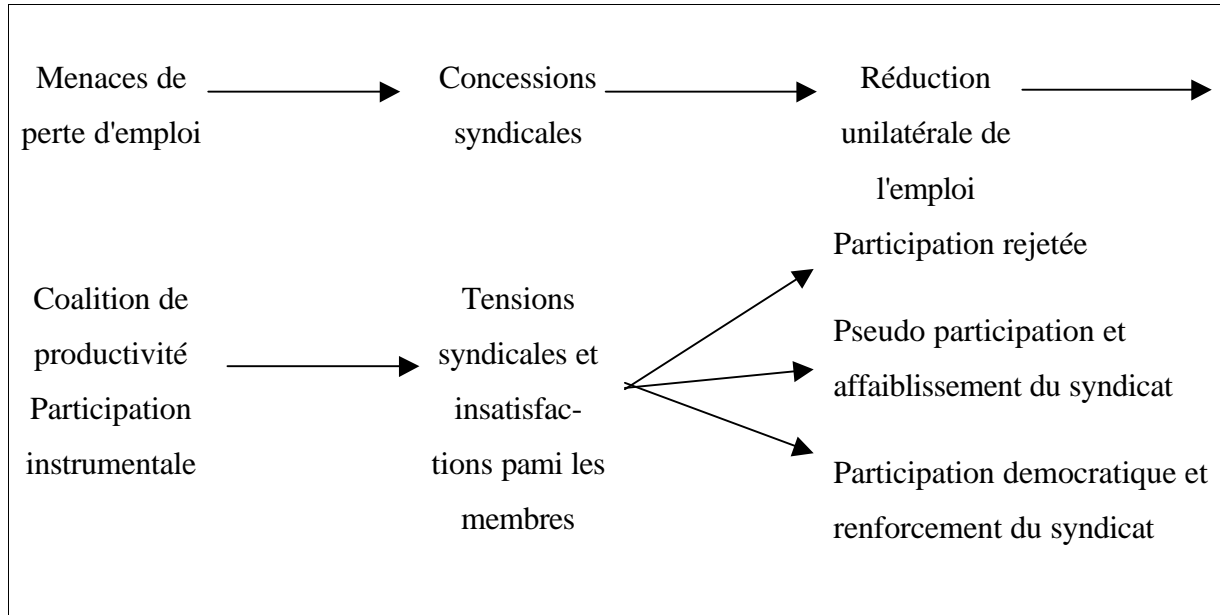 Menaces de
perte d'emploi
Concessions
syndicales
Réduction
unilatérale de
l'emploi
Coalition de
productivité
Participation
instrumentale
Tensions
syndicales et
insatisfac-
tions pami les
membres
Participation rejetée
Pseudo participation et
affaiblissement du syndicat
Participation democratique et
renforcement du syndicat